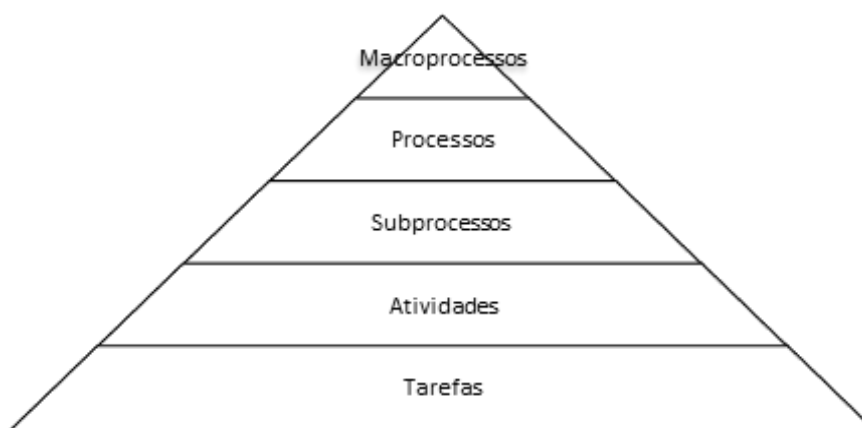 Macroprocessos
Processos
Subprocessos
Atividades
Tarefas